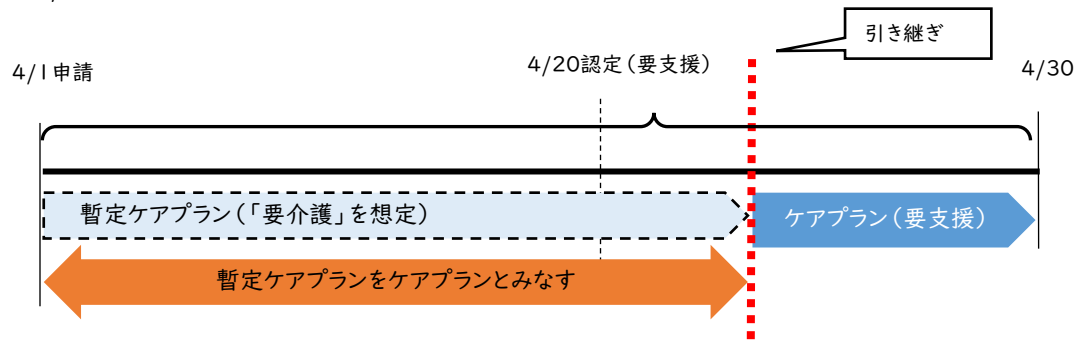 引き継ぎ
4/1申請
4/20認定（要支援）
4/30
暫定ケアプラン（「要介護」を想定）
ケアプラン（要支援）
暫定ケアプランをケアプランとみなす